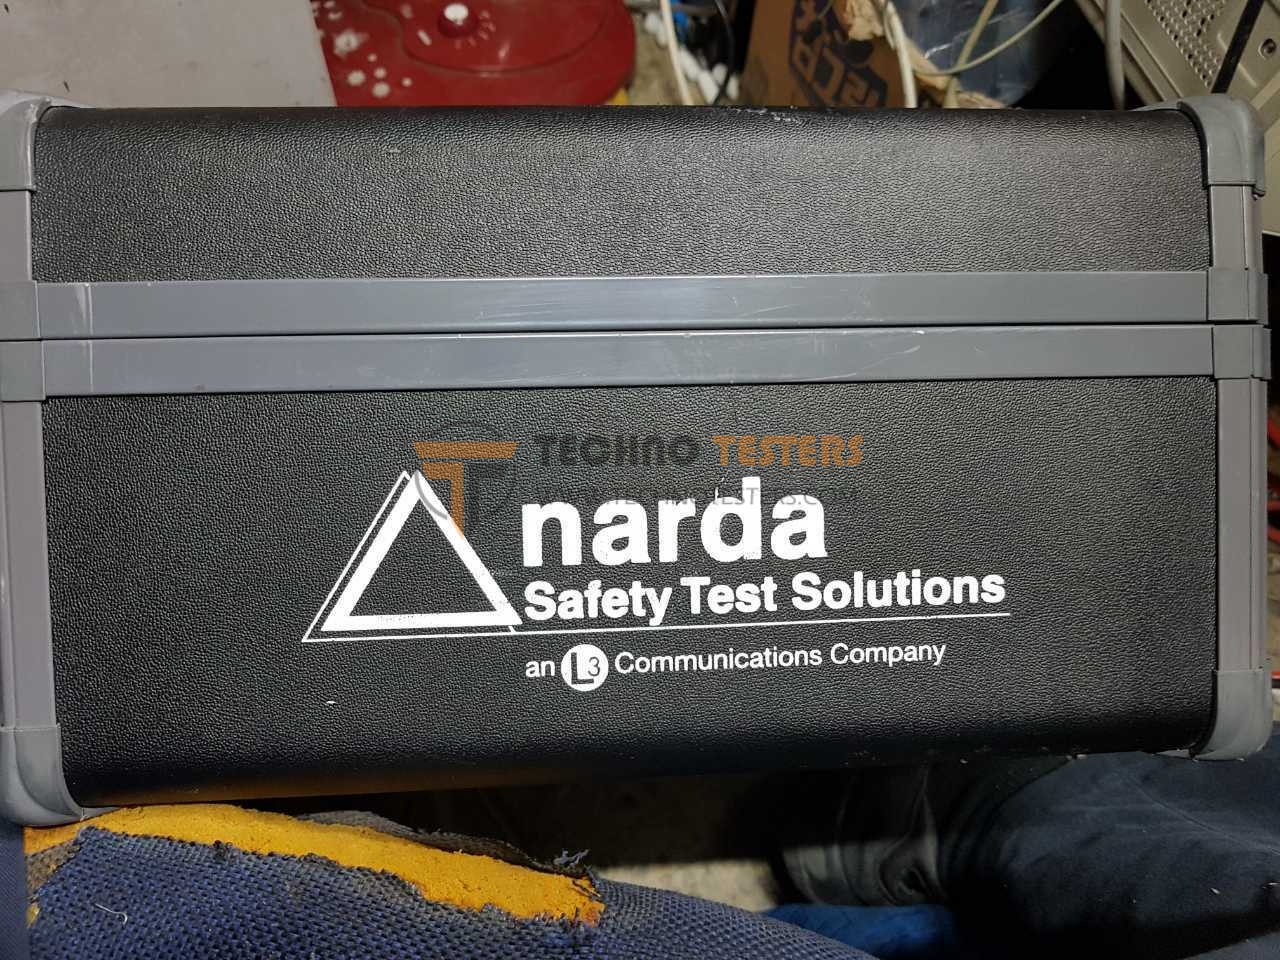 TECHNO TESTERS
narda
Safety Test Solutions
an L3 Communications Company